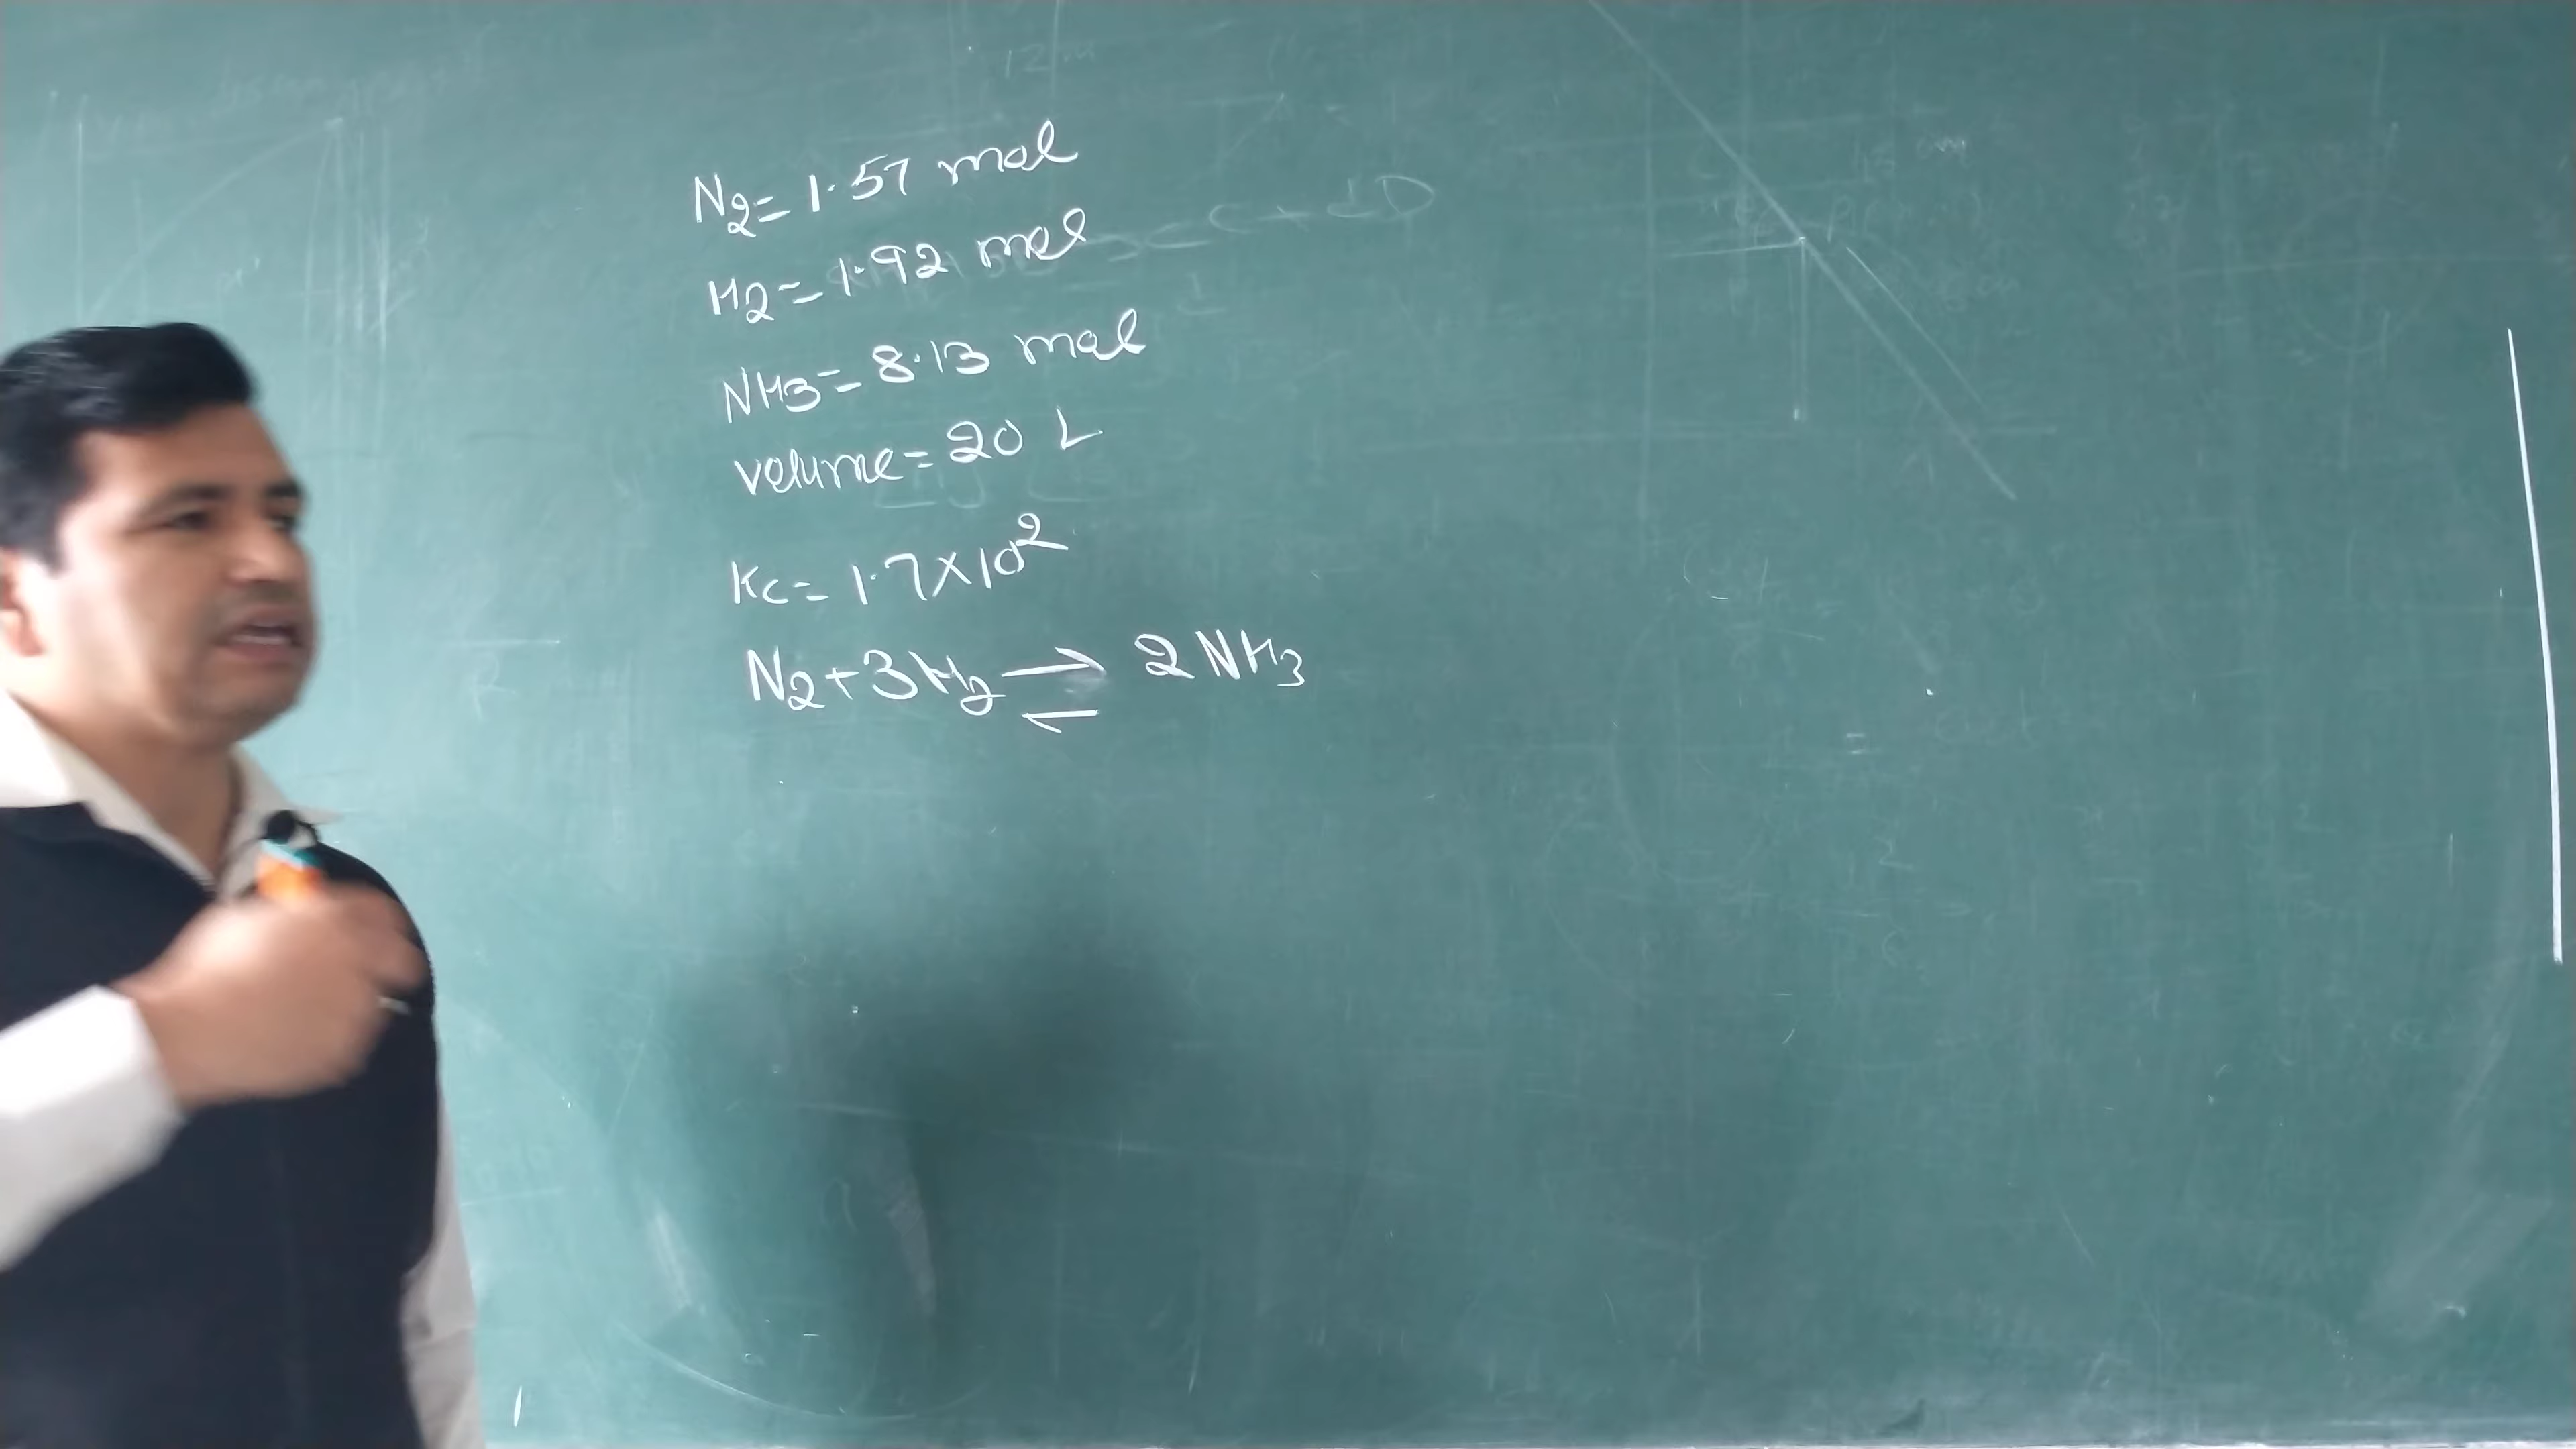 N2= 1.57 mol
H2= 1.92 mol
NH3= 8.13 mol
volume= 20 L
Kc= 1.7×10²
N2+3H2 ⇌ 2NH3